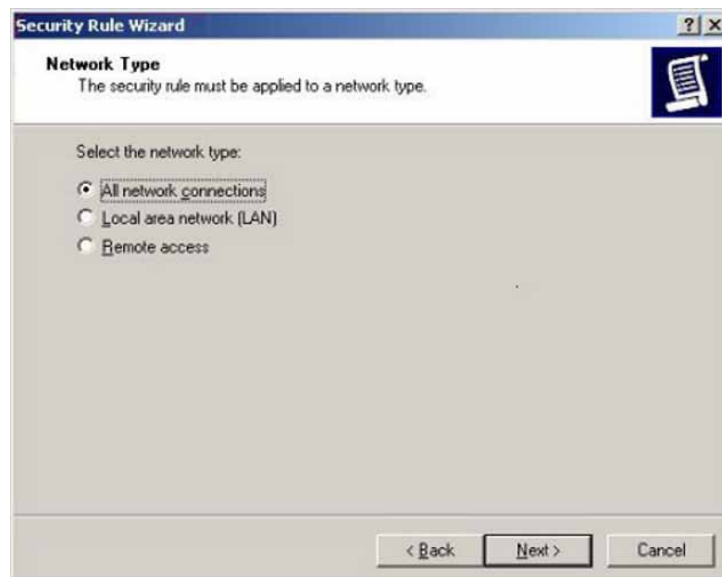 Security Rule Wizard
Network Type
The security rule must be applied to a network type.
Select the network type:
All network connections
Local area network (LAN)
Remote access
< Back
Next >
Cancel